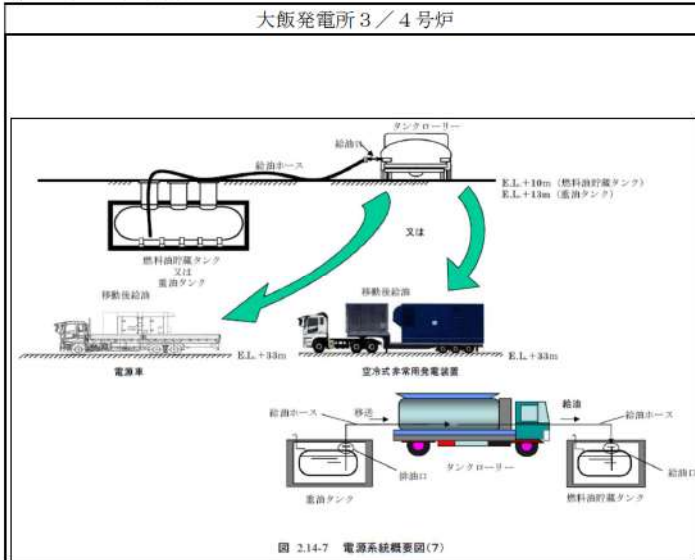 大飯発電所3／4号炉
タンクローリー
給油口
給油ホース
E.L.+10m（燃料油貯蔵タンク）
E.L.+13m（重油タンク）
又は
燃料油貯蔵タンク
又は
重油タンク
移動後給油
移動後給油
E.L.+33m
E.L.+33m
電源車
空冷式非常用発電装置
給油ホース
移送
給油
給油ホース
排油口
タンクローリー
給油口
重油タンク
燃料油貯蔵タンク
図 2.14-7 電源系統概要図(7)